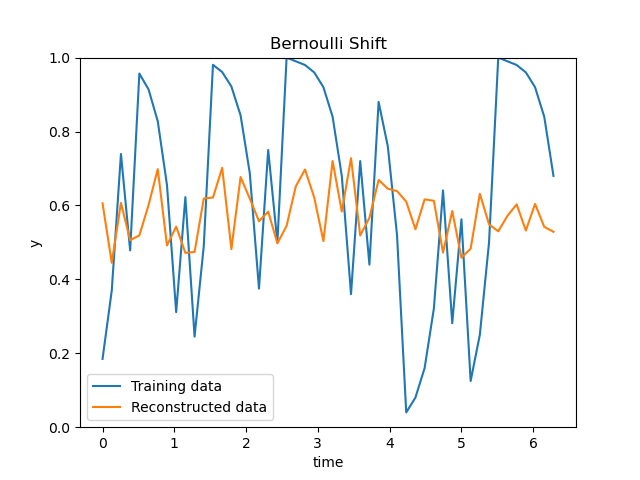 Bernoulli Shift
1.0
0.8
0.6
0.4
0.2
0.0
y
Training data
Reconstructed data
0 1 2 3 4 5 6
time